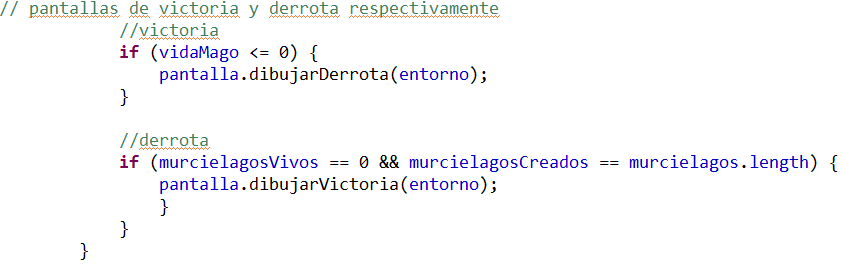 // pantallas de victoria y derrota respectivamente
//victoria
if (vidaMago <= 0) {
pantalla.dibujarDerrota(entorno);
}
//derrota
if (murcielagosVivos == 0 && murcielagosCreados == murcielagos.length) {
pantalla.dibujarVictoria(entorno);
}
}
}